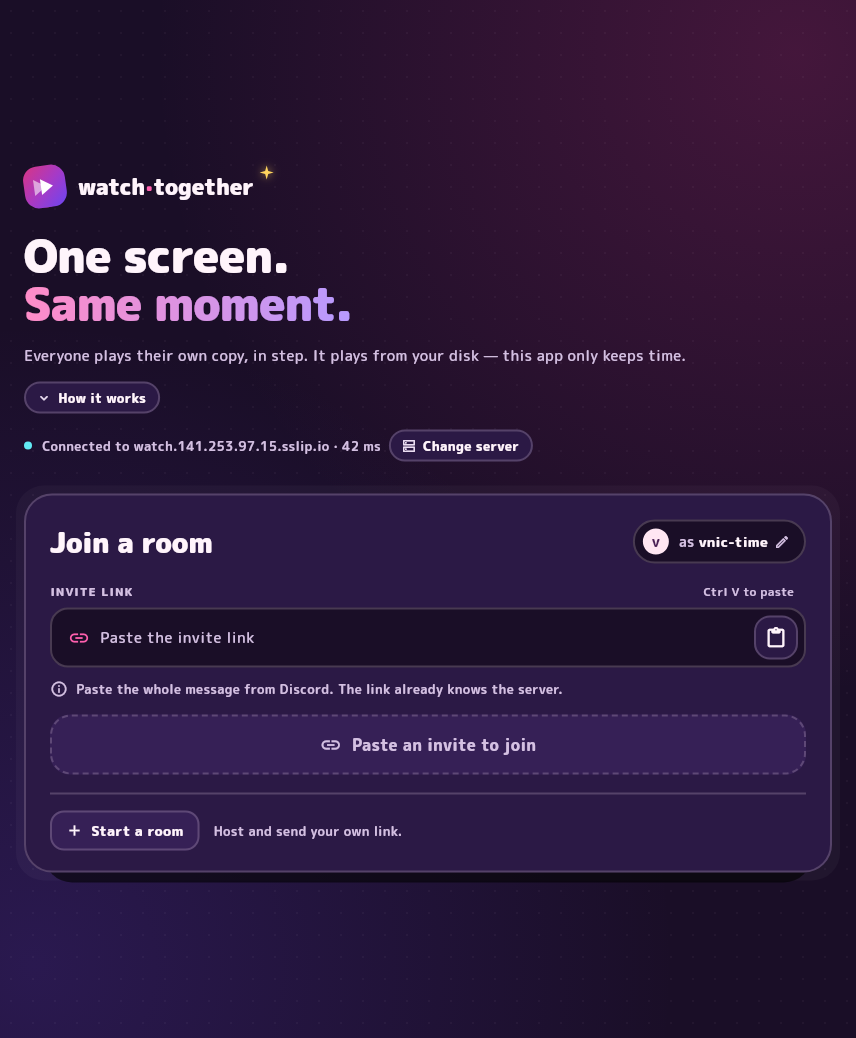 watch·together
One screen.
Same moment.
Everyone plays their own copy, in step. It plays from your disk — this app only keeps time.
How it works
Connected to watch.141.253.97.15.sslip.io · 42 ms
Change server
Join a room
v as vnic-time
INVITE LINK
Ctrl V to paste
Paste the invite link
Paste the whole message from Discord. The link already knows the server.
Paste an invite to join
Start a room
Host and send your own link.